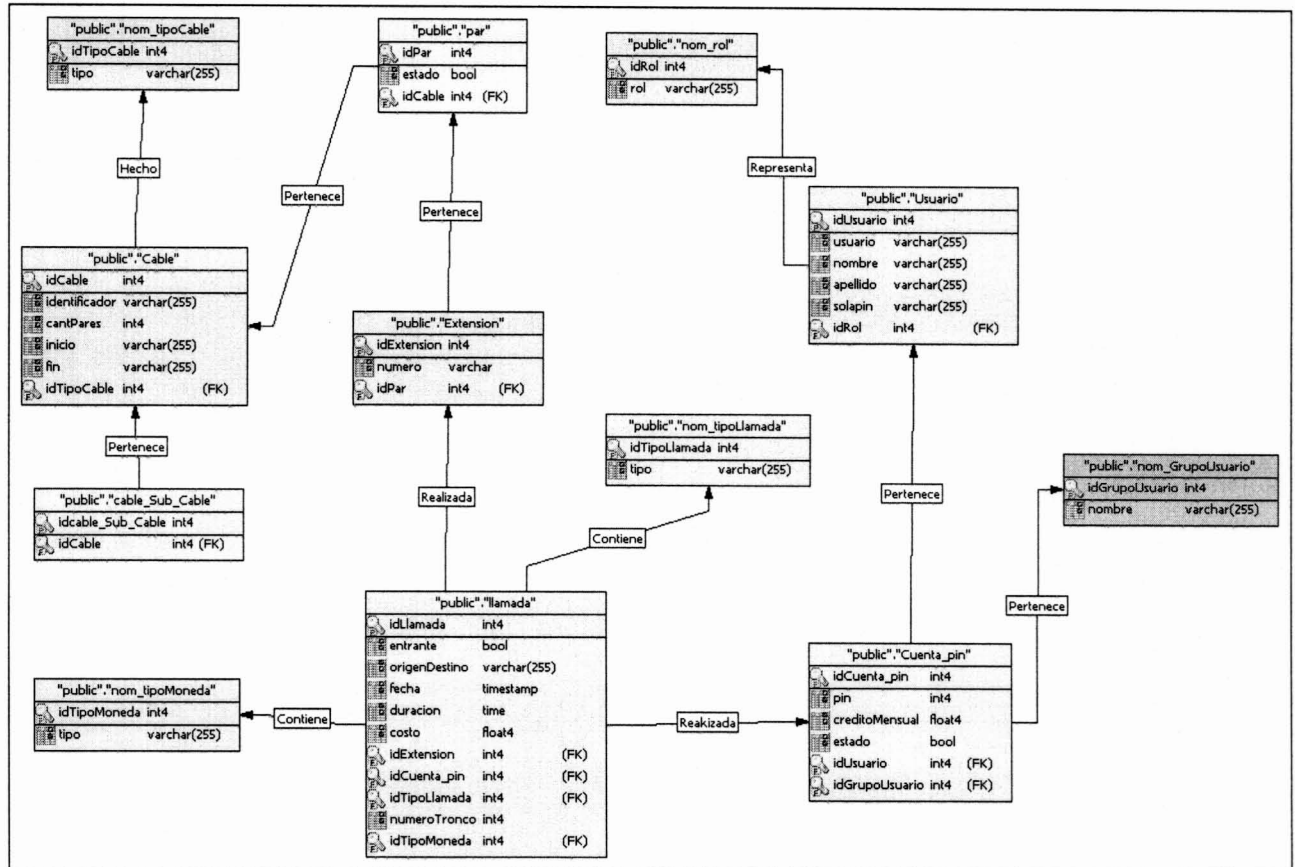 "public"."nom_tipoCable"
idTipoCable int4
tipo varchar(255)
"public"."par"
idPar int4
estado bool
idCable int4 (FK)
"public"."nom_rol"
idRol int4
rol varchar(255)
Hecho
Pertenece
Pertenece
Representa
"public"."Usuario"
idUsuario int4
usuario varchar(255)
nombre varchar(255)
apellido varchar(255)
solapin varchar(255)
idRol int4 (FK)
"public"."Cable"
idCable int4
identificador varchar(255)
cantPares int4
inicio varchar(255)
fin varchar(255)
idTipoCable int4 (FK)
"public"."Extension"
idExtension int4
numero varchar
idPar int4 (FK)
Pertenece
"public"."nom_tipoLlamada"
idTipoLlamada int4
tipo varchar(255)
"public"."cable_Sub_Cable"
idcable_Sub_Cable int4
idCable int4 (FK)
Realizada
Contiene
Pertenece
"public"."nom_GrupoUsuario"
idGrupoUsuario int4
nombre varchar(255)
Pertenece
"public"."llamada"
idLlamada int4
entrante bool
origenDestino varchar(255)
fecha timestamp
duracion time
costo float4
idExtension int4 (FK)
idCuenta_pin int4 (FK)
idTipoLlamada int4 (FK)
numeroTronco int4
idTipoMoneda int4 (FK)
"public"."nom_tipoMoneda"
idTipoMoneda int4
tipo varchar(255)
Contiene
Reakizada
"public"."Cuenta_pin"
idCuenta_pin int4
pin int4
creditoMensual float4
estado bool
idUsuario int4 (FK)
idGrupoUsuario int4 (FK)